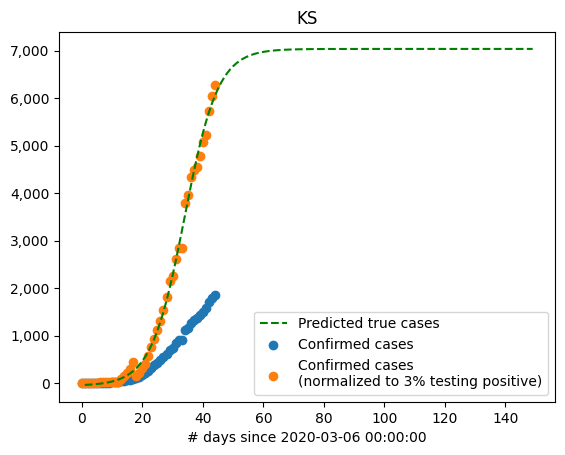 KS
7,000
6,000
5,000
4,000
3,000
2,000
1,000
0
Predicted true cases
Confirmed cases
Confirmed cases
(normalized to 3% testing positive)
0 20 40 60 80 100 120 140
# days since 2020-03-06 00:00:00